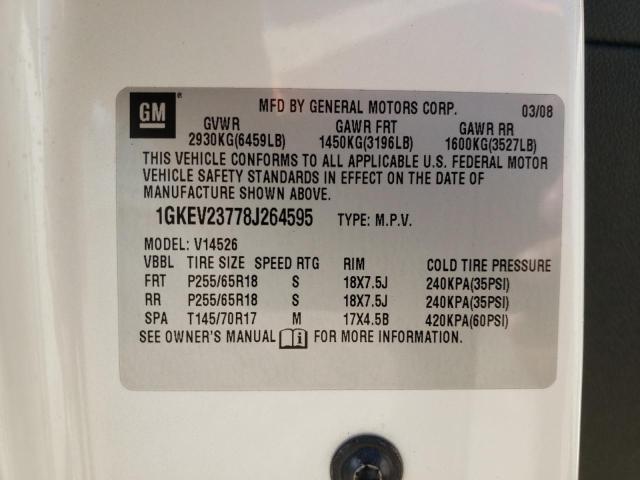 GM ® MFD BY GENERAL MOTORS CORP. 03/08
GVWR GAWR FRT GAWR RR
2930KG(6459LB) 1450KG(3196LB) 1600KG(3527LB)
THIS VEHICLE CONFORMS TO ALL APPLICABLE U.S. FEDERAL MOTOR
VEHICLE SAFETY STANDARDS IN EFFECT ON THE DATE OF
MANUFACTURE SHOWN ABOVE.
1GKEV23778J264595 TYPE: M.P.V.
MODEL: V14526
VBBL TIRE SIZE SPEED RTG RIM COLD TIRE PRESSURE
FRT P255/65R18 S 18X7.5J 240KPA(35PSI)
RR P255/65R18 S 18X7.5J 240KPA(35PSI)
SPA T145/70R17 M 17X4.5B 420KPA(60PSI)
SEE OWNER'S MANUAL i FOR MORE INFORMATION.